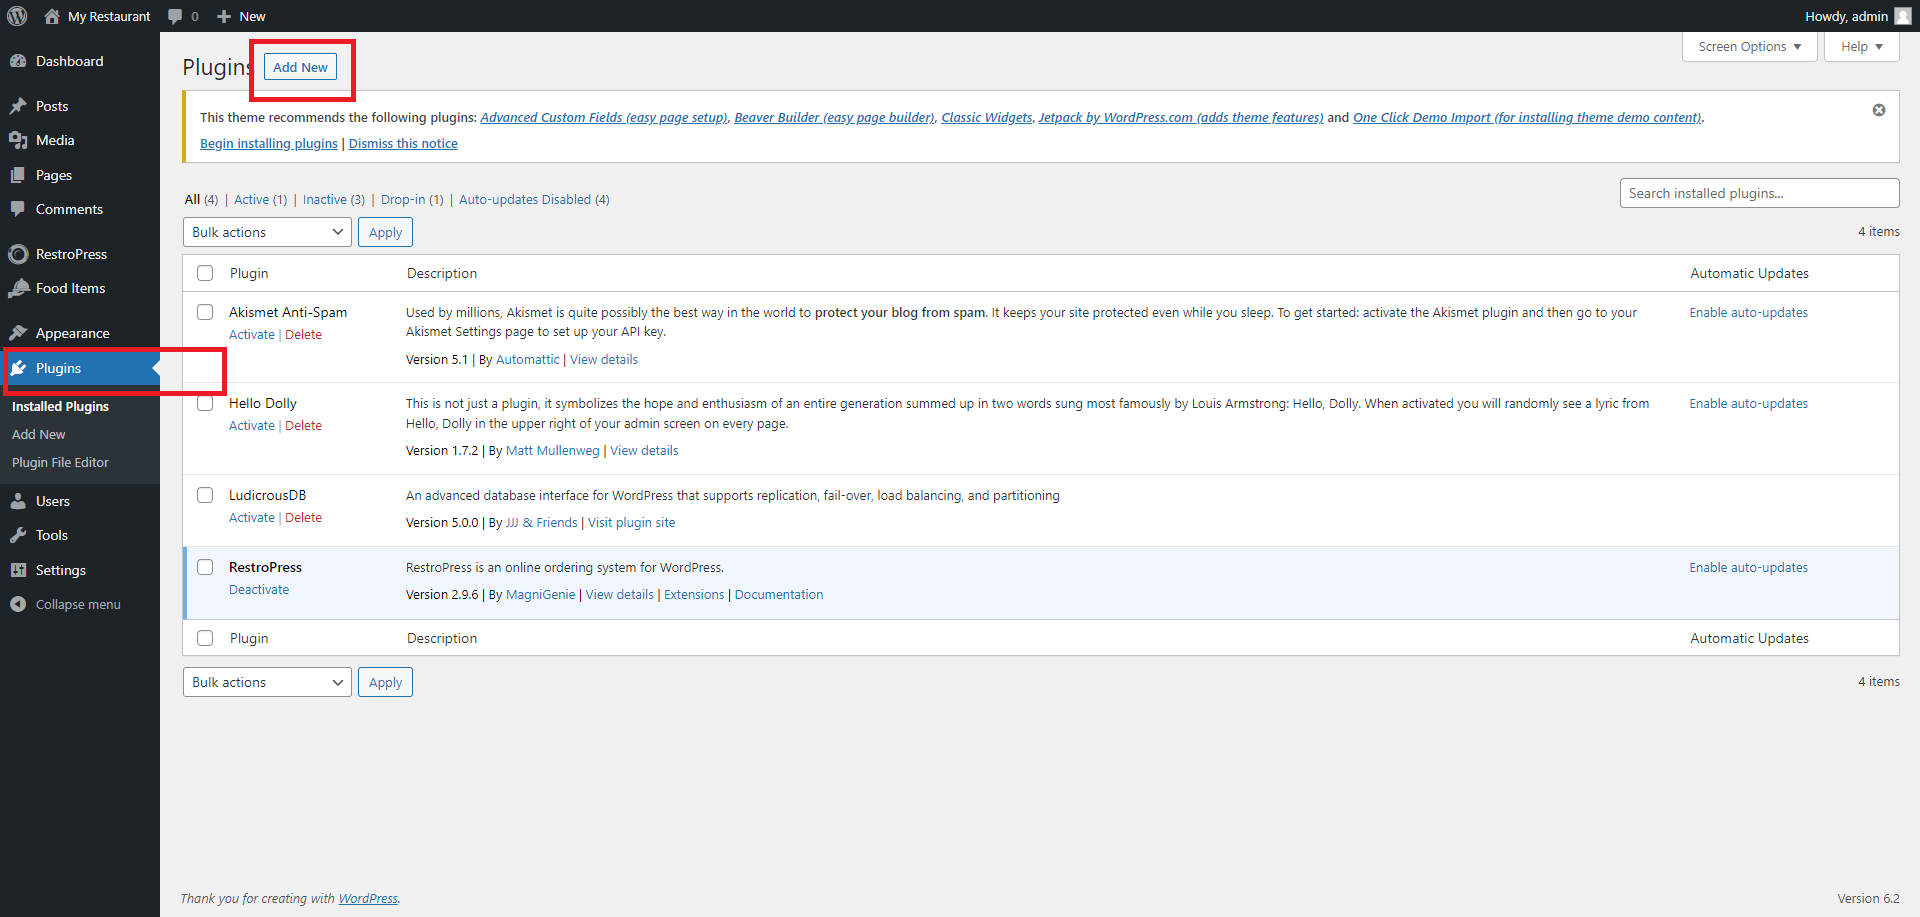 My Restaurant 0 New Howdy, admin
Dashboard
Posts
Media
Pages
Comments
RestroPress
Food Items
Appearance
Plugins
Installed Plugins
Add New
Plugin File Editor
Users
Tools
Settings
Collapse menu
Screen Options Help
Plugins Add New
This theme recommends the following plugins: Advanced Custom Fields (easy page setup), Beaver Builder (easy page builder), Classic Widgets, Jetpack by WordPress.com (adds theme features) and One Click Demo Import (for installing theme demo content).
Begin installing plugins | Dismiss this notice
All (4) | Active (1) | Inactive (3) | Drop-in (1) | Auto-updates Disabled (4)
Search installed plugins...
Bulk actions Apply 4 items
Plugin Description Automatic Updates
Akismet Anti-Spam Used by millions, Akismet is quite possibly the best way in the world to protect your blog from spam. It keeps your site protected even while you sleep. To get started: activate the Akismet plugin and then go to your Enable auto-updates
Activate | Delete Akismet Settings page to set up your API key.
Version 5.1 | By Automattic | View details
Hello Dolly This is not just a plugin, it symbolizes the hope and enthusiasm of an entire generation summed up in two words sung most famously by Louis Armstrong: Hello, Dolly. When activated you will randomly see a lyric from Enable auto-updates
Activate | Delete Hello, Dolly in the upper right of your admin screen on every page.
Version 1.7.2 | By Matt Mullenweg | View details
LudicrousDB An advanced database interface for WordPress that supports replication, fail-over, load balancing, and partitioning
Activate | Delete Version 5.0.0 | By JJJ & Friends | Visit plugin site
RestroPress RestroPress is an online ordering system for WordPress. Enable auto-updates
Deactivate Version 2.9.6 | By MagniGenie | View details | Extensions | Documentation
Plugin Description Automatic Updates
Bulk actions Apply 4 items
Thank you for creating with WordPress. Version 6.2